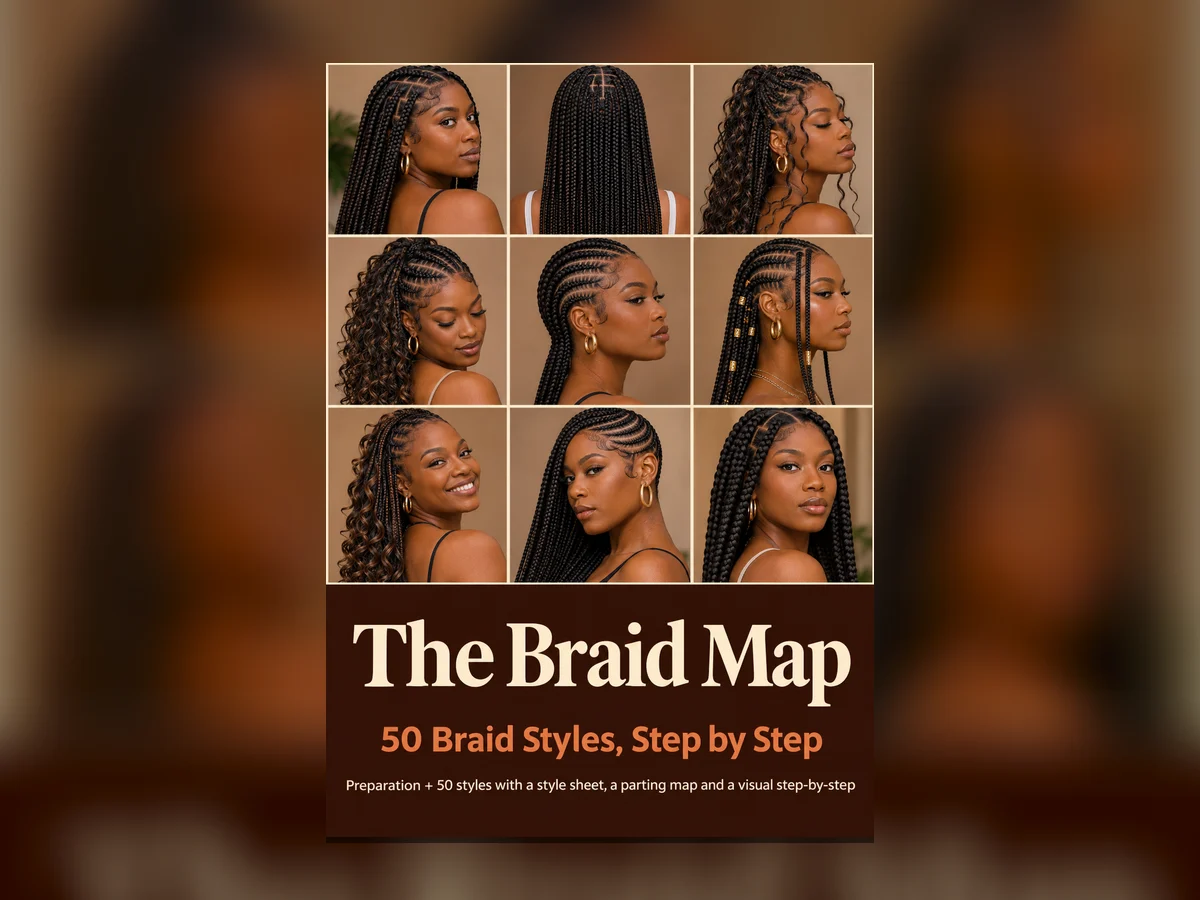 The Braid Map
50 Braid Styles, Step by Step
Preparation + 50 styles with a style sheet, a parting map and a visual step-by-step